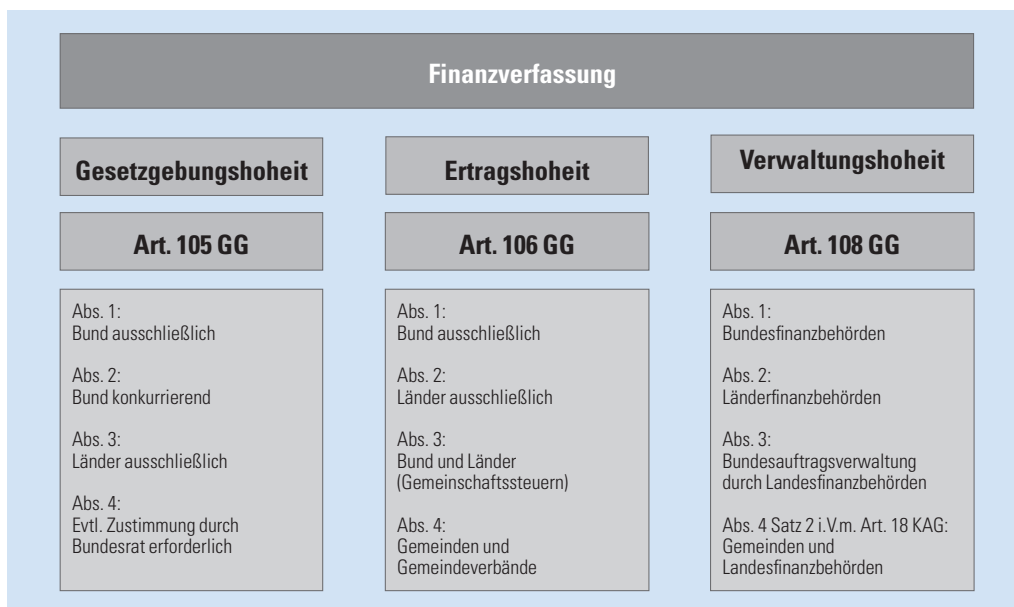 Finanzverfassung
Gesetzgebungshoheit
Art. 105 GG
Abs. 1:
Bund ausschließlich
Abs. 2:
Bund konkurrierend
Abs. 3:
Länder ausschließlich
Abs. 4:
Evtl. Zustimmung durch
Bundesrat erforderlich
Ertragshoheit
Art. 106 GG
Abs. 1:
Bund ausschließlich
Abs. 2:
Länder ausschließlich
Abs. 3:
Bund und Länder
(Gemeinschaftssteuern)
Abs. 4:
Gemeinden und
Gemeindeverbände
Verwaltungshoheit
Art. 108 GG
Abs. 1:
Bundesfinanzbehörden
Abs. 2:
Länderfinanzbehörden
Abs. 3:
Bundesauftragsverwaltung
durch Landesfinanzbehörden
Abs. 4 Satz 2 i.V.m. Art. 18 KAG:
Gemeinden und
Landesfinanzbehörden